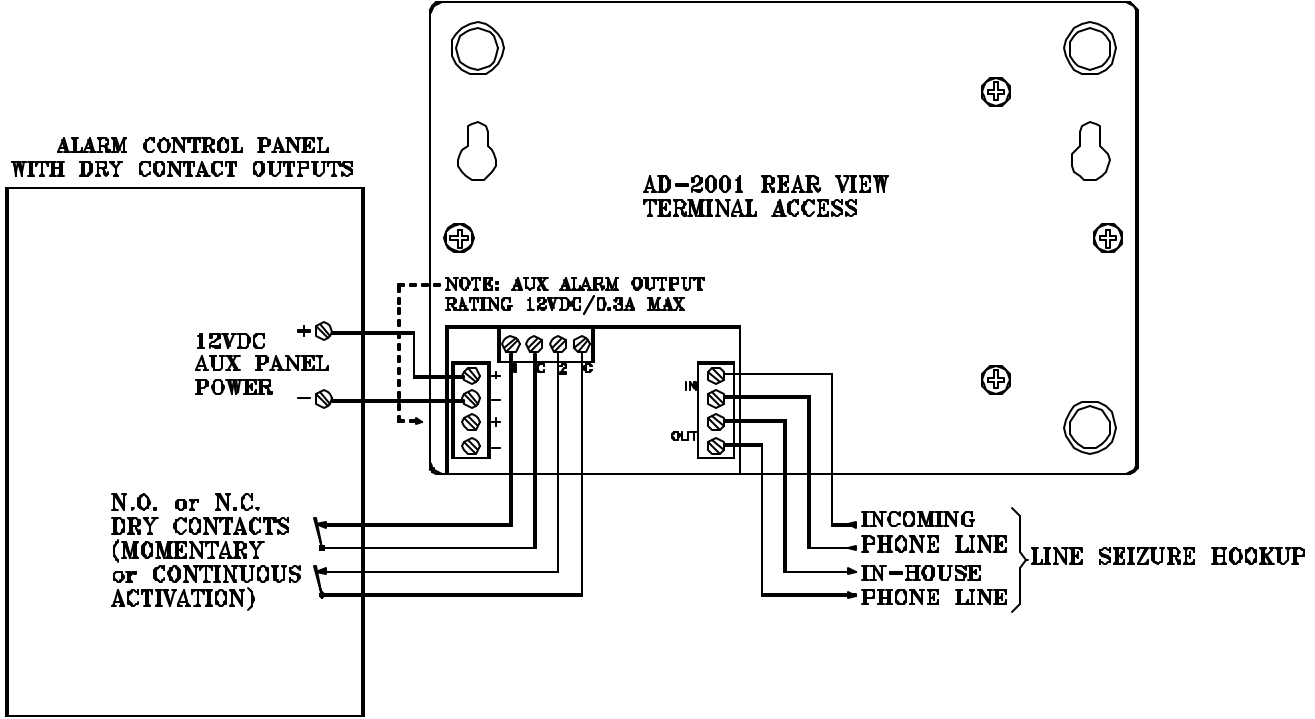 ALARM CONTROL PANEL
WITH DRY CONTACT OUTPUTS
AD-2001 REAR VIEW
TERMINAL ACCESS
NOTE: AUX ALARM OUTPUT
RATING 12VDC/0.3A MAX
12VDC
AUX PANEL
POWER
+
-
1 C 2 C
+
-
+
-
IN
OUT
N.O. or N.C.
DRY CONTACTS
(MOMENTARY
or CONTINUOUS
ACTIVATION)
INCOMING
PHONE LINE
IN-HOUSE
PHONE LINE
LINE SEIZURE HOOKUP